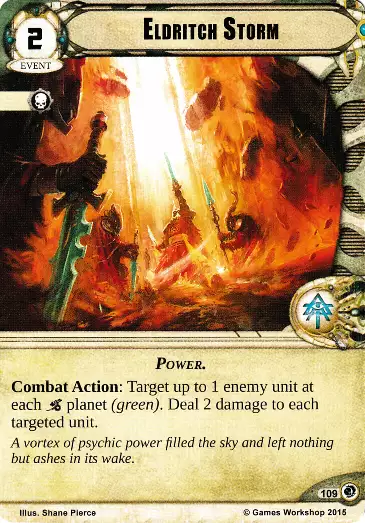 2
ELDRITCH STORM
EVENT
POWER.
Combat Action: Target up to 1 enemy unit at
each planet (green). Deal 2 damage to each
targeted unit.
A vortex of psychic power filled the sky and left nothing
but ashes in its wake.
109
Illus. Shane Pierce
© Games Workshop 2015